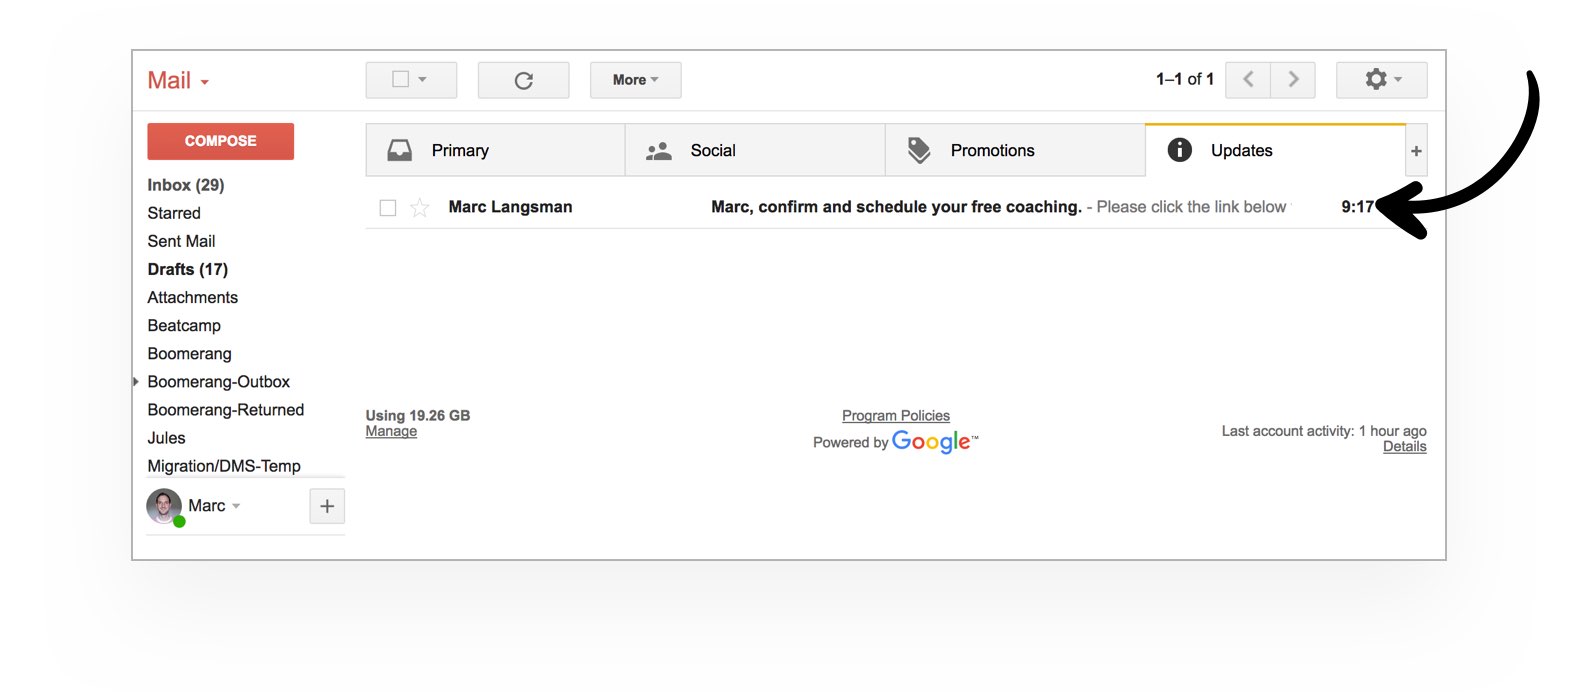 Mail
More
1–1 of 1
COMPOSE
Primary
Social
Promotions
Updates
+
Inbox (29)
Marc Langsman
Marc, confirm and schedule your free coaching. - Please click the link below
9:17
Starred
Sent Mail
Drafts (17)
Attachments
Beatcamp
Boomerang
Boomerang-Outbox
Boomerang-Returned
Jules
Migration/DMS-Temp
Marc
+
Using 19.26 GB
Manage
Program Policies
Powered by Google™
Last account activity: 1 hour ago
Details